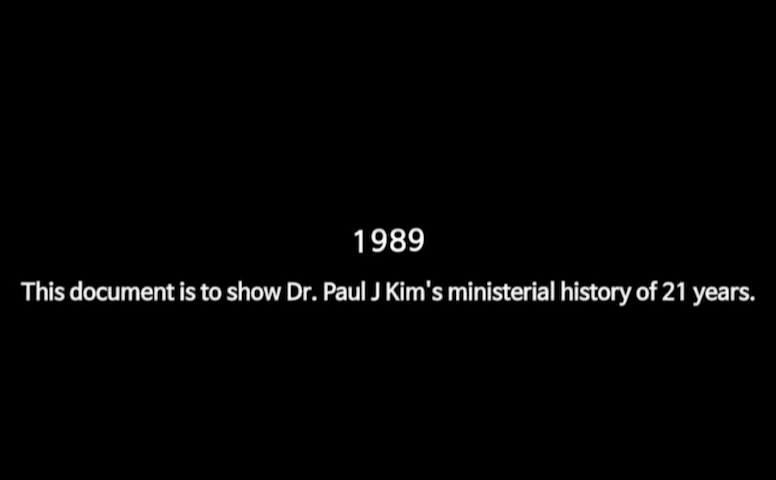 1989
This document is to show Dr. Paul J Kim's ministerial history of 21 years.